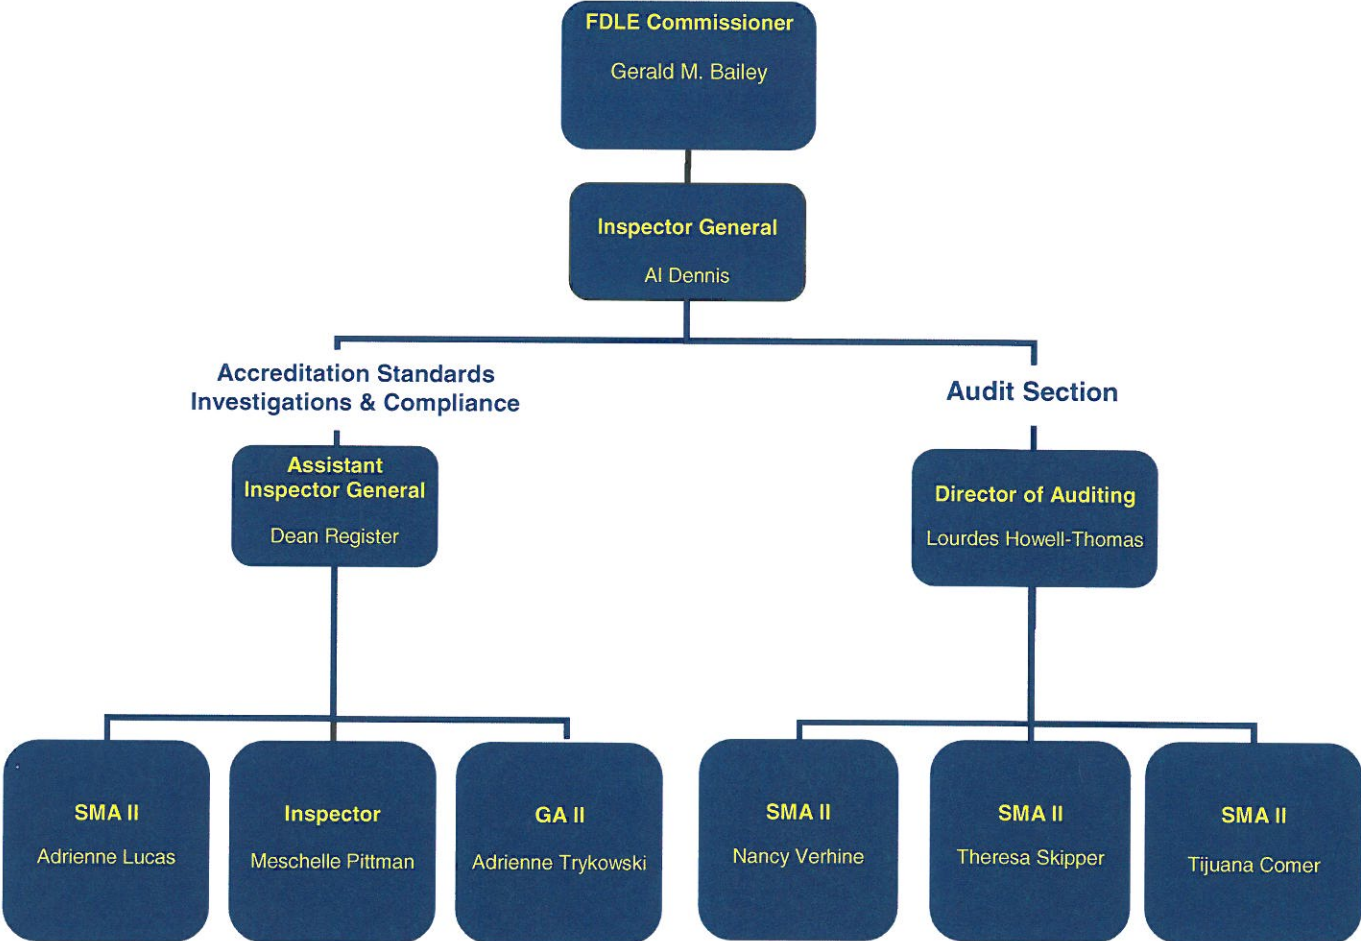 FDLE Commissioner
Gerald M. Bailey
Inspector General
Al Dennis
Accreditation Standards
Investigations & Compliance
Audit Section
Assistant
Inspector General
Dean Register
Director of Auditing
Lourdes Howell-Thomas
SMA II
Adrienne Lucas
Inspector
Meschelle Pittman
GA II
Adrienne Trykowski
SMA II
Nancy Verhine
SMA II
Theresa Skipper
SMA II
Tijuana Comer